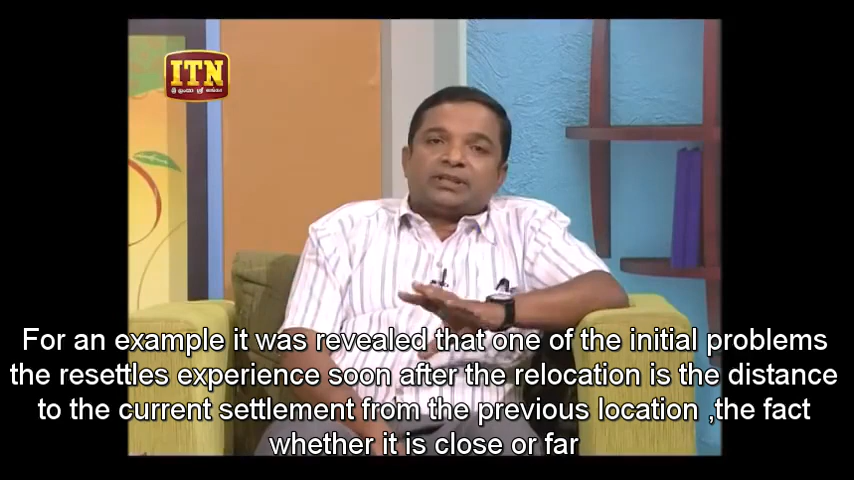 ITN
For an example it was revealed that one of the initial problems
the resettles experience soon after the relocation is the distance
to the current settlement from the previous location ,the fact
whether it is close or far